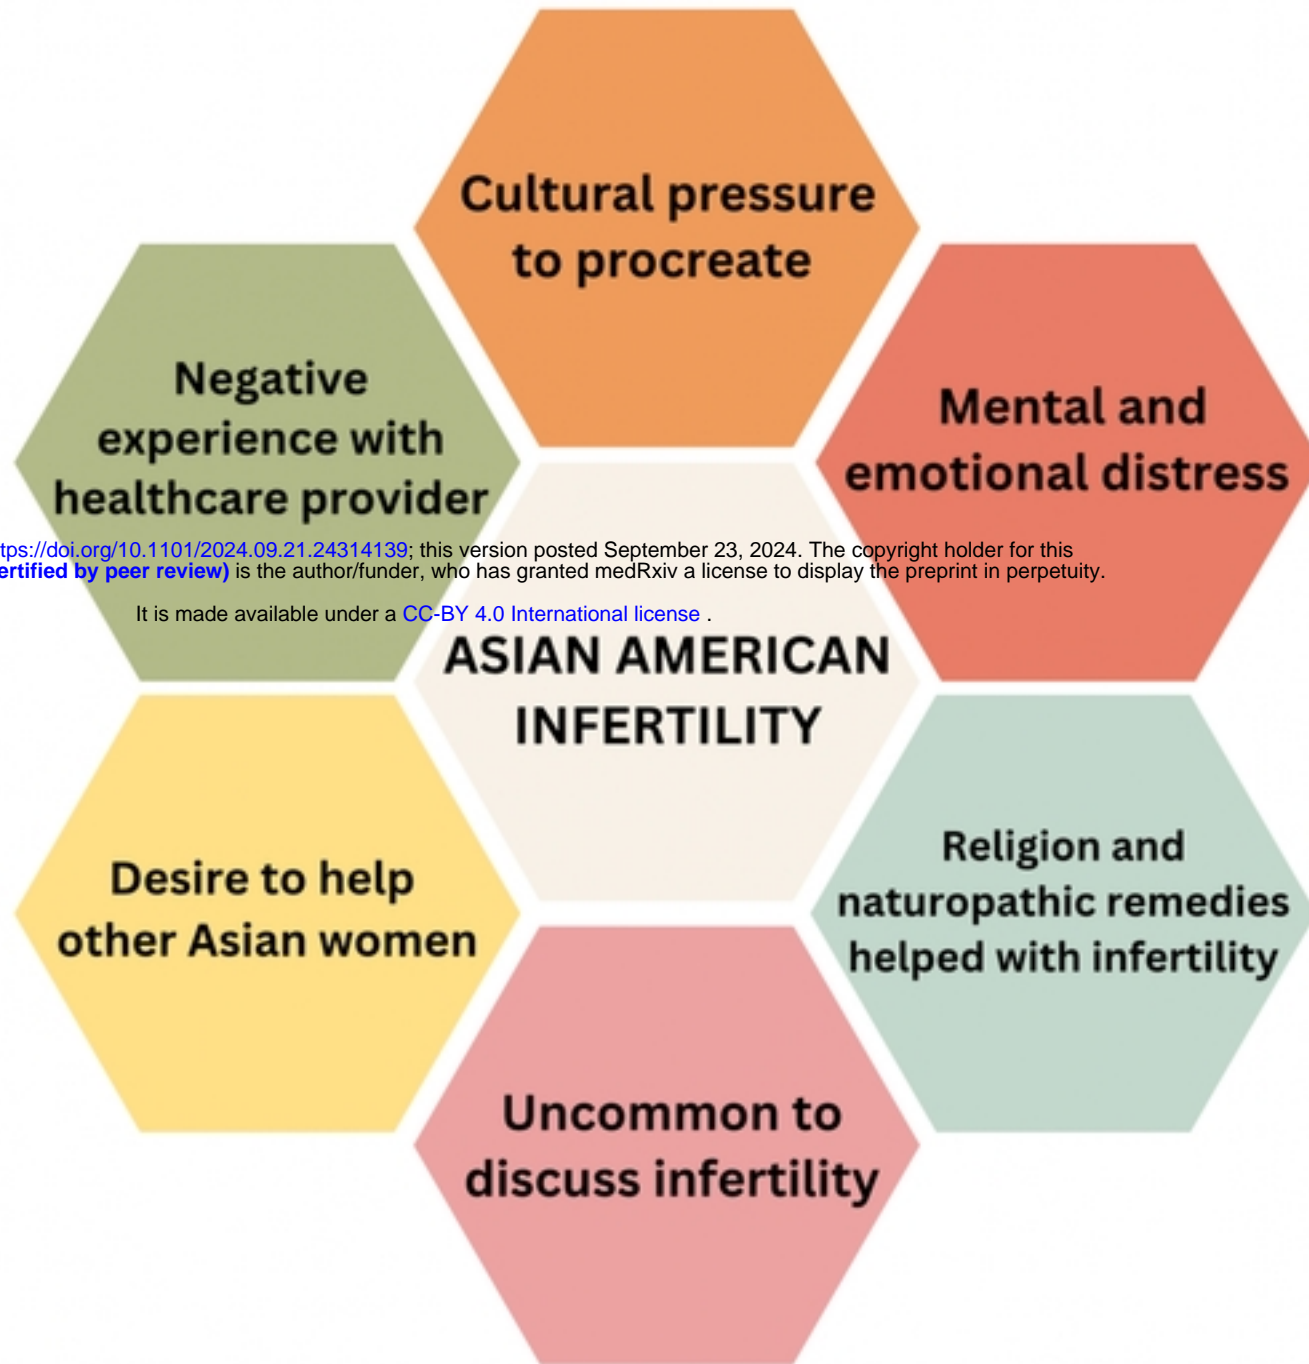 Cultural pressure
to procreate
Negative
experience with
healthcare provider
Mental and
emotional distress
tps://doi.org/10.1101/2024.09.21.24314139; this version posted September 23, 2024. The copyright holder for this
ertified by peer review) is the author/funder, who has granted medRxiv a license to display the preprint in perpetuity.
It is made available under a CC-BY 4.0 International license .
ASIAN AMERICAN
INFERTILITY
Desire to help
other Asian women
Religion and
naturopathic remedies
helped with infertility
Uncommon to
discuss infertility